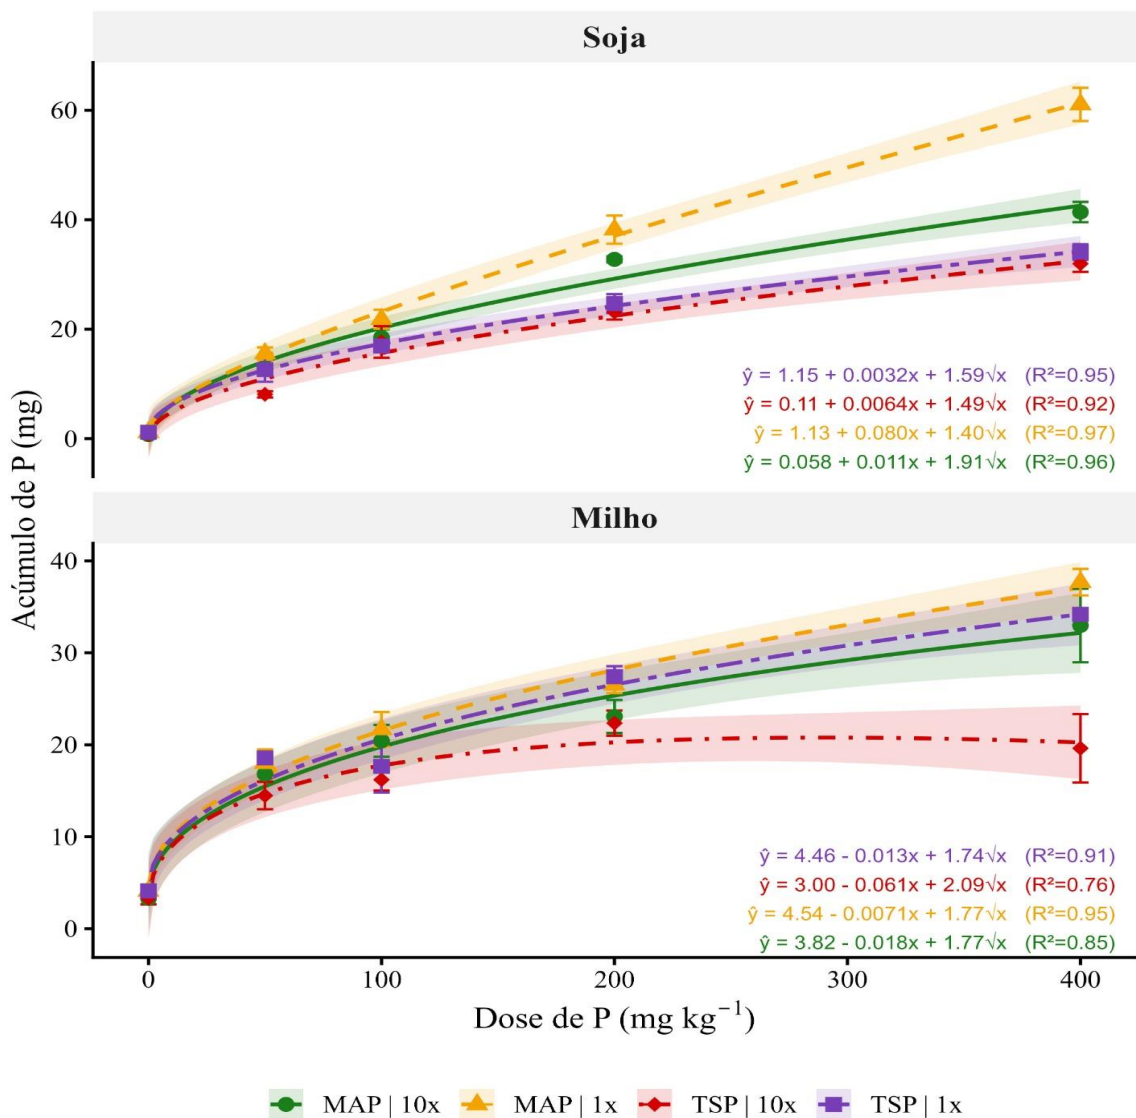 Soja
Acúmulo de P (mg)
60
40
20
0
ŷ = 1.15 + 0.0032x + 1.59√x (R²=0.95)
ŷ = 0.11 + 0.0064x + 1.49√x (R²=0.92)
ŷ = 1.13 + 0.080x + 1.40√x (R²=0.97)
ŷ = 0.058 + 0.011x + 1.91√x (R²=0.96)
Milho
40
30
20
10
0
ŷ = 4.46 - 0.013x + 1.74√x (R²=0.91)
ŷ = 3.00 - 0.061x + 2.09√x (R²=0.76)
ŷ = 4.54 - 0.0071x + 1.77√x (R²=0.95)
ŷ = 3.82 - 0.018x + 1.77√x (R²=0.85)
0 100 200 300 400
Dose de P (mg kg⁻¹)
MAP | 10x MAP | 1x TSP | 10x TSP | 1x